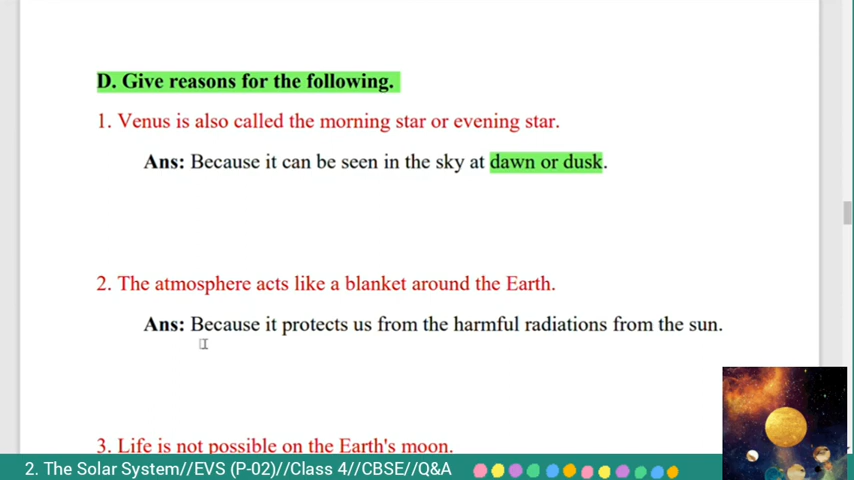 D. Give reasons for the following.
1. Venus is also called the morning star or evening star.
Ans: Because it can be seen in the sky at dawn or dusk.
2. The atmosphere acts like a blanket around the Earth.
Ans: Because it protects us from the harmful radiations from the sun.
3. Life is not possible on the Earth's moon.
2. The Solar System//EVS (P-02)//Class 4//CBSE//Q&A